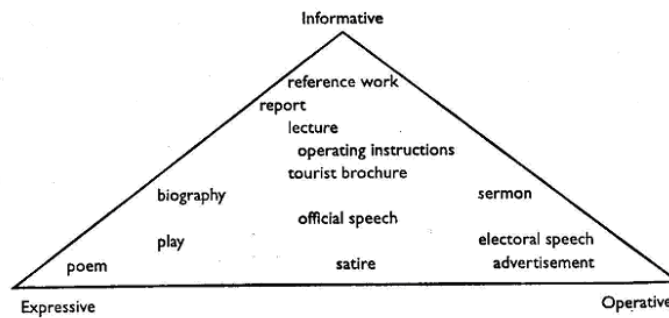 Informative
reference work
report
lecture
operating instructions
tourist brochure
biography
sermon
official speech
play
electoral speech
poem
satire
advertisement
Expressive
Operative